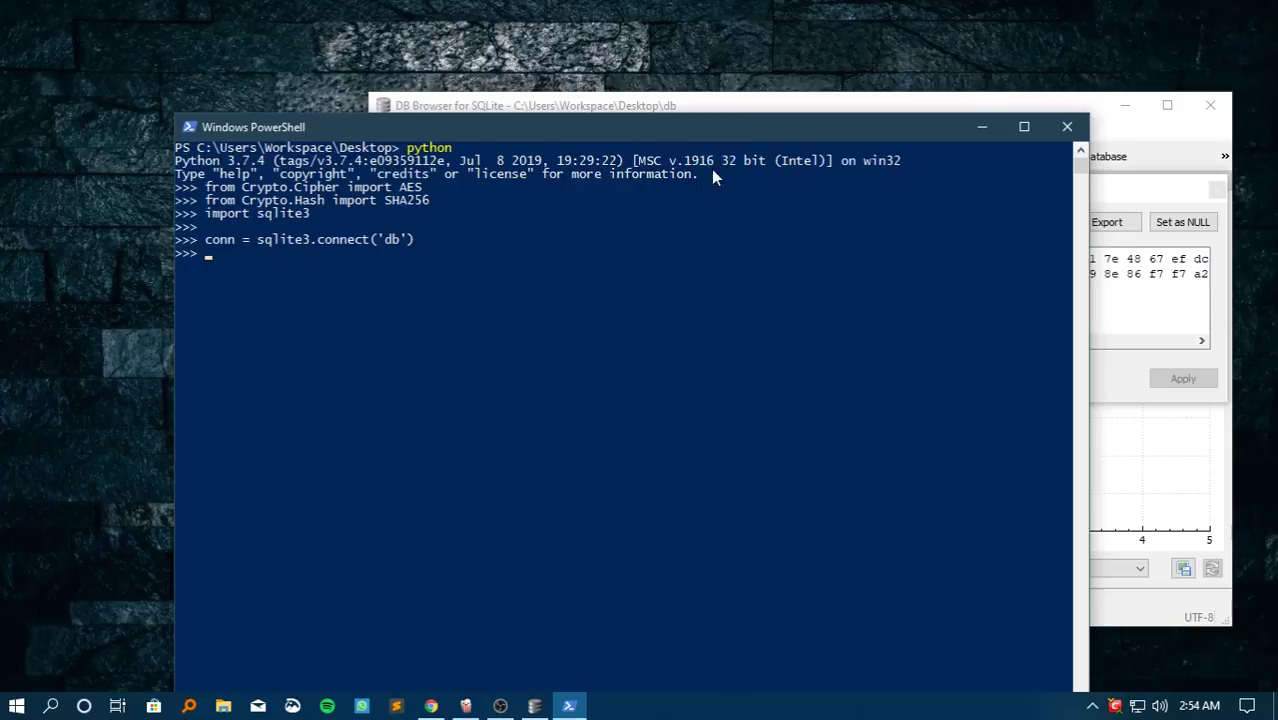 DB Browser for SQLite - C:\Users\Workspace\Desktop\db
Windows PowerShell
PS C:\Users\Workspace\Desktop> python
Python 3.7.4 (tags/v3.7.4:e09359112e, Jul  8 2019, 19:29:22) [MSC v.1916 32 bit (Intel)] on win32
Type "help", "copyright", "credits" or "license" for more information.
>>> from Crypto.Cipher import AES
>>> from Crypto.Hash import SHA256
>>> import sqlite3
>>>
>>> conn = sqlite3.connect('db')
>>>
atabase
»
Export
Set as NULL
1 7e 48 67 ef dc
9 8e 86 f7 f7 a2
Apply
4 5
UTF-8
2:54 AM